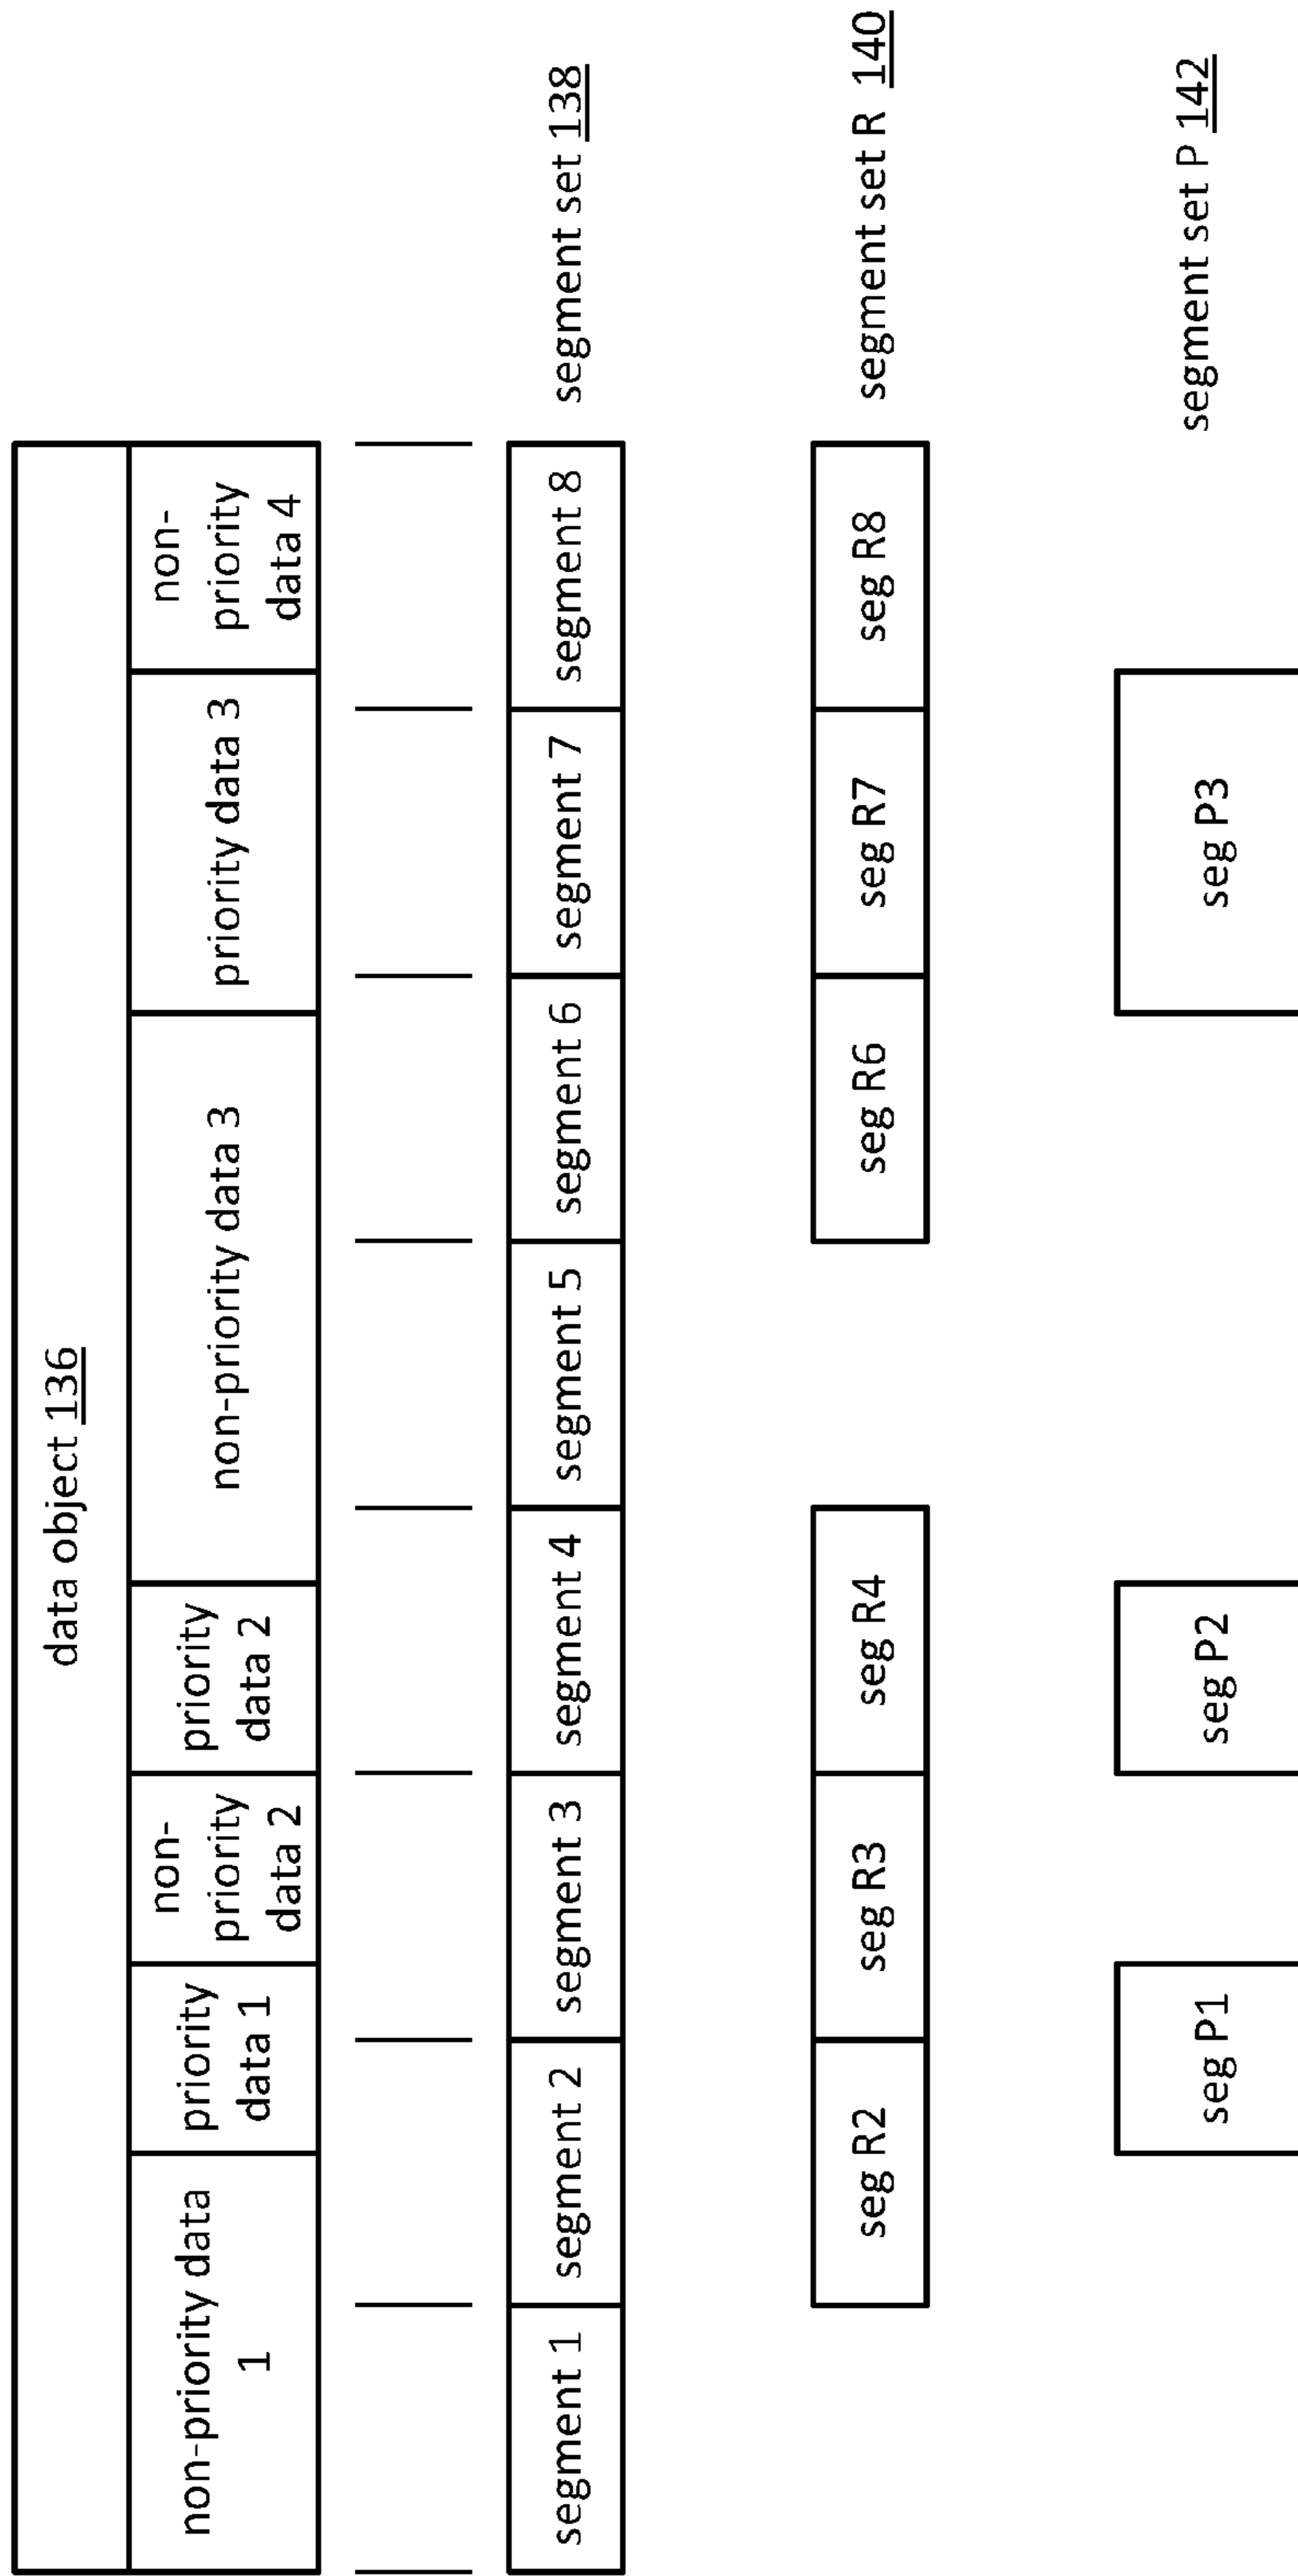 data object 136
non-priority data
1
priority
data 1
non-
priority
data 2
priority
data 2
non-priority data 3
priority data 3
non-
priority
data 4
segment 1
segment 2
segment 3
segment 4
segment 5
segment 6
segment 7
segment 8
segment set 138
seg R2
seg R3
seg R4
seg R6
seg R7
seg R8
segment set R 140
seg P1
seg P2
seg P3
segment set P 142